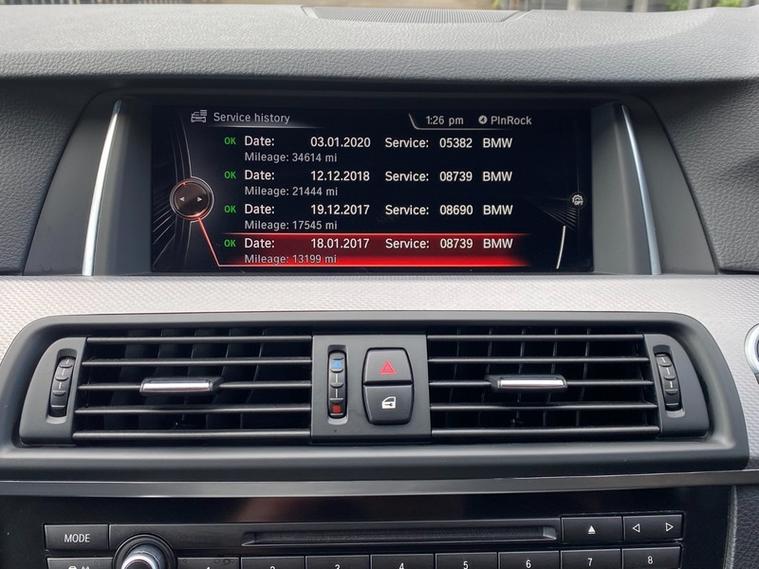 Service history 1:26 pm PlnRock
OK Date: 03.01.2020 Service: 05382 BMW
Mileage: 34614 mi
OK Date: 12.12.2018 Service: 08739 BMW
Mileage: 21444 mi
OK Date: 19.12.2017 Service: 08690 BMW
Mileage: 17545 mi
OK Date: 18.01.2017 Service: 08739 BMW
Mileage: 13199 mi
MODE
1 2 3 4 5 6 7 8